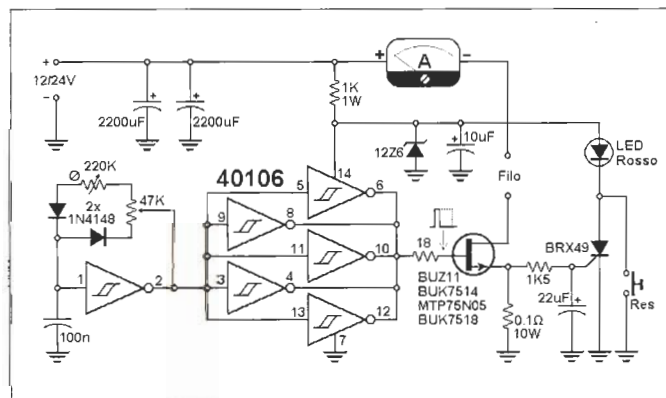 +
12/24V
-
2200uF
2200uF
1K
1W
+ A -
12Z6
10uF
LED
Rosso
Filo
Ø 220K
47K
2x
1N4148
40106
14
5
6
9
8
11
10
3
4
13
12
7
1
2
100n
18
BUZ11
BUK7514
MTP75N05
BUK7518
1K5
BRX49
22uF
0.1Ω
10W
Res